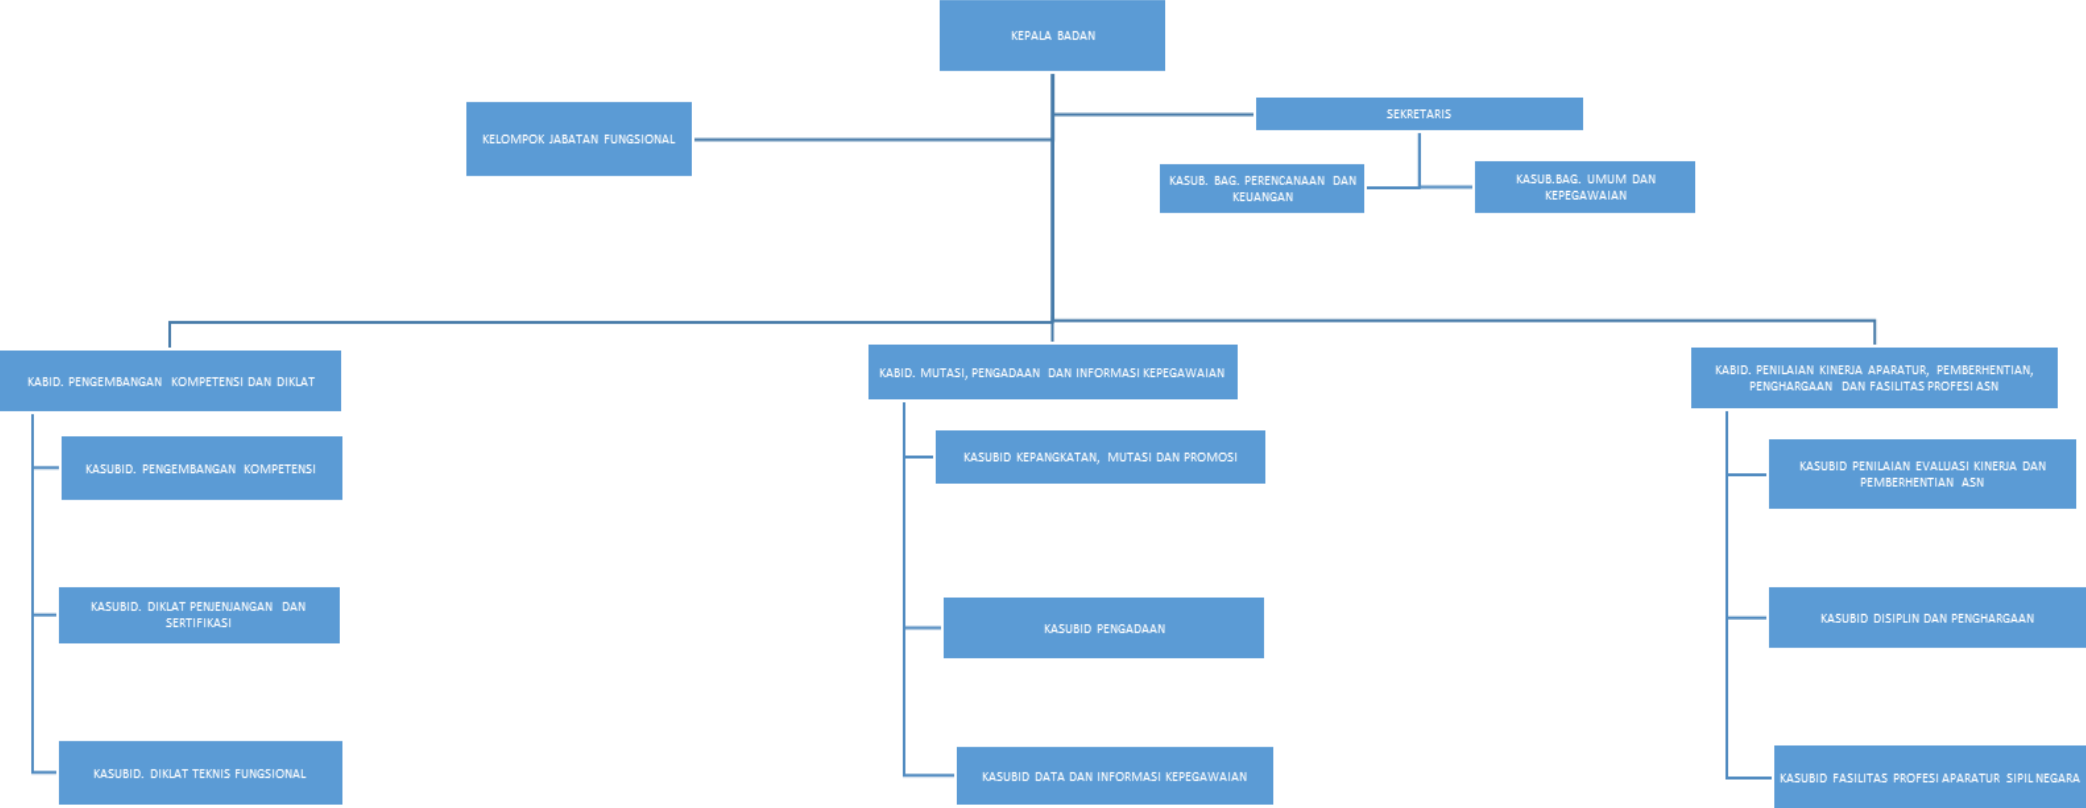 KEPALA BADAN
SEKRETARIS
KELOMPOK JABATAN FUNGSIONAL
KASUB. BAG. PERENCANAAN DAN
KEUANGAN
KASUB.BAG. UMUM DAN
KEPEGAWAIAN
KABID. PENGEMBANGAN KOMPETENSI DAN DIKLAT
KASUBID. PENGEMBANGAN KOMPETENSI
KASUBID. DIKLAT PENJENJANGAN DAN
SERTIFIKASI
KASUBID. DIKLAT TEKNIS FUNGSIONAL
KABID. MUTASI, PENGADAAN DAN INFORMASI KEPEGAWAIAN
KASUBID KEPANGKATAN, MUTASI DAN PROMOSI
KASUBID PENGADAAN
KASUBID DATA DAN INFORMASI KEPEGAWAIAN
KABID. PENILAIAN KINERJA APARATUR, PEMBERHENTIAN,
PENGHARGAAN DAN FASILITAS PROFESI ASN
KASUBID PENILAIAN EVALUASI KINERJA DAN
PEMBERHENTIAN ASN
KASUBID DISIPLIN DAN PENGHARGAAN
KASUBID FASILITAS PROFESI APARATUR SIPIL NEGARA